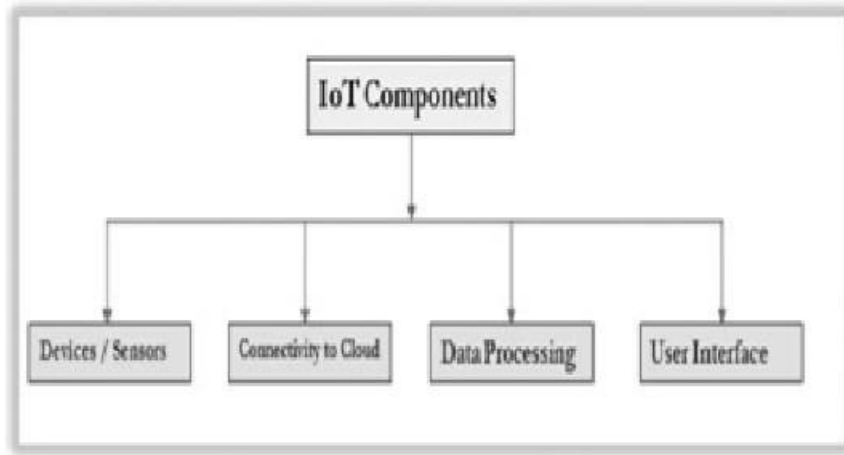 IoT Components
Devices / Sensors
Connectivity to Cloud
Data Processing
User Interface